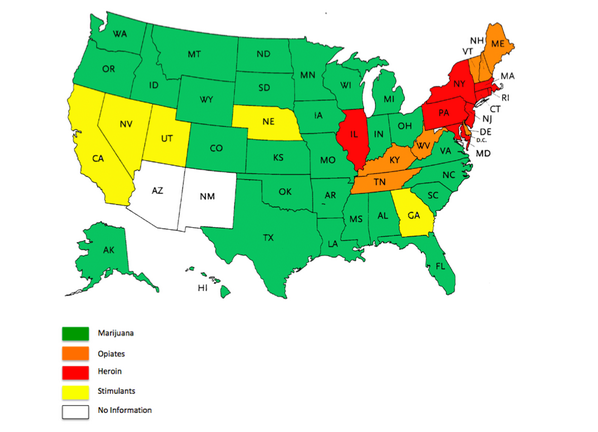 WA
OR
ID
MT
ND
SD
WY
NE
MN
IA
WI
MI
NV
UT
CO
KS
CA
AZ
NM
OK
TX
MO
AR
LA
IL
IN
OH
KY
TN
MS
AL
GA
FL
SC
NC
VA
WV
PA
NY
VT
NH
ME
MA
RI
CT
NJ
DE
D.C.
MD
AK
HI
Marijuana
Opiates
Heroin
Stimulants
No Information